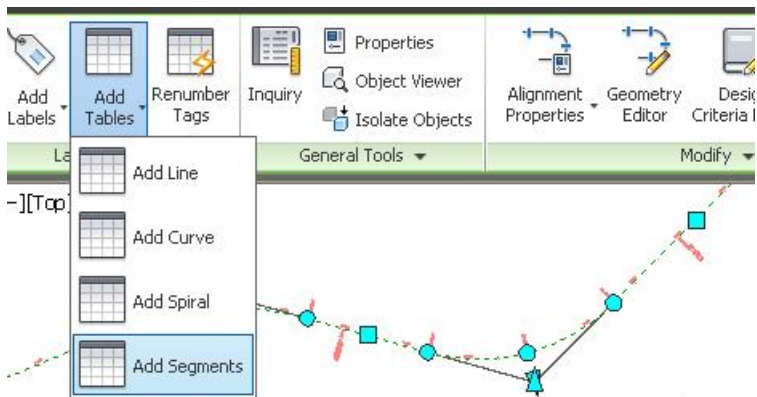 Add Labels
Add Tables
Renumber Tags
Inquiry
Properties
Object Viewer
Isolate Objects
Alignment Properties
Geometry Editor
Criteria
General Tools
Modify
Add Line
Add Curve
Add Spiral
Add Segments
-][Top]